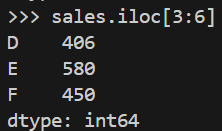 >>> sales.iloc[3:6]
D    406
E    580
F    450
dtype: int64